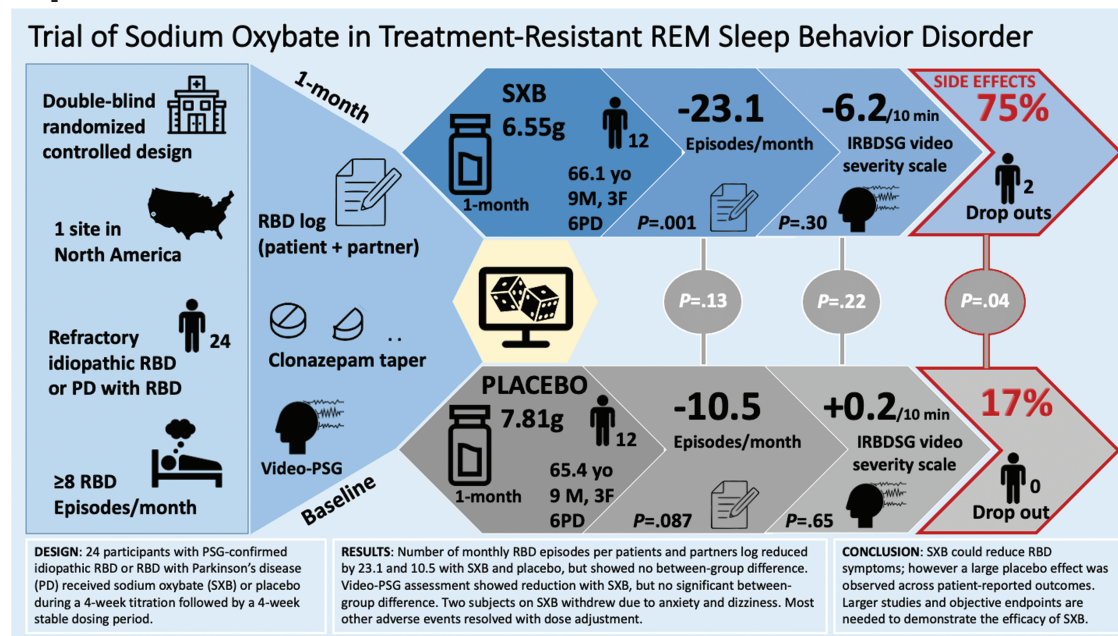 Trial of Sodium Oxybate in Treatment-Resistant REM Sleep Behavior Disorder
Double-blind
randomized
controlled design
1 site in
North America
24
Refractory
idiopathic RBD
or PD with RBD
≥8 RBD
Episodes/month
1-month
RBD log
(patient + partner)
Clonazepam taper
Video-PSG
Baseline
SXB
6.55g
12
1-month
66.1 yo
9M, 3F
6PD
-23.1
Episodes/month
P=.001
-6.2/10 min
IRBDSG video
severity scale
P=.30
SIDE EFFECTS
75%
2
Drop outs
P=.13
P=.22
P=.04
PLACEBO
7.81g
12
1-month
65.4 yo
9 M, 3F
6PD
-10.5
Episodes/month
P=.087
+0.2/10 min
IRBDSG video
severity scale
P=.65
17%
0
Drop out
DESIGN: 24 participants with PSG-confirmed
idiopathic RBD or RBD with Parkinson's disease
(PD) received sodium oxybate (SXB) or placebo
during a 4-week titration followed by a 4-week
stable dosing period.
RESULTS: Number of monthly RBD episodes per patients and partners log reduced
by 23.1 and 10.5 with SXB and placebo, but showed no between-group difference.
Video-PSG assessment showed reduction with SXB, but no significant between-
group difference. Two subjects on SXB withdrew due to anxiety and dizziness. Most
other adverse events resolved with dose adjustment.
CONCLUSION: SXB could reduce RBD
symptoms; however a large placebo effect was
observed across patient-reported outcomes.
Larger studies and objective endpoints are
needed to demonstrate the efficacy of SXB.